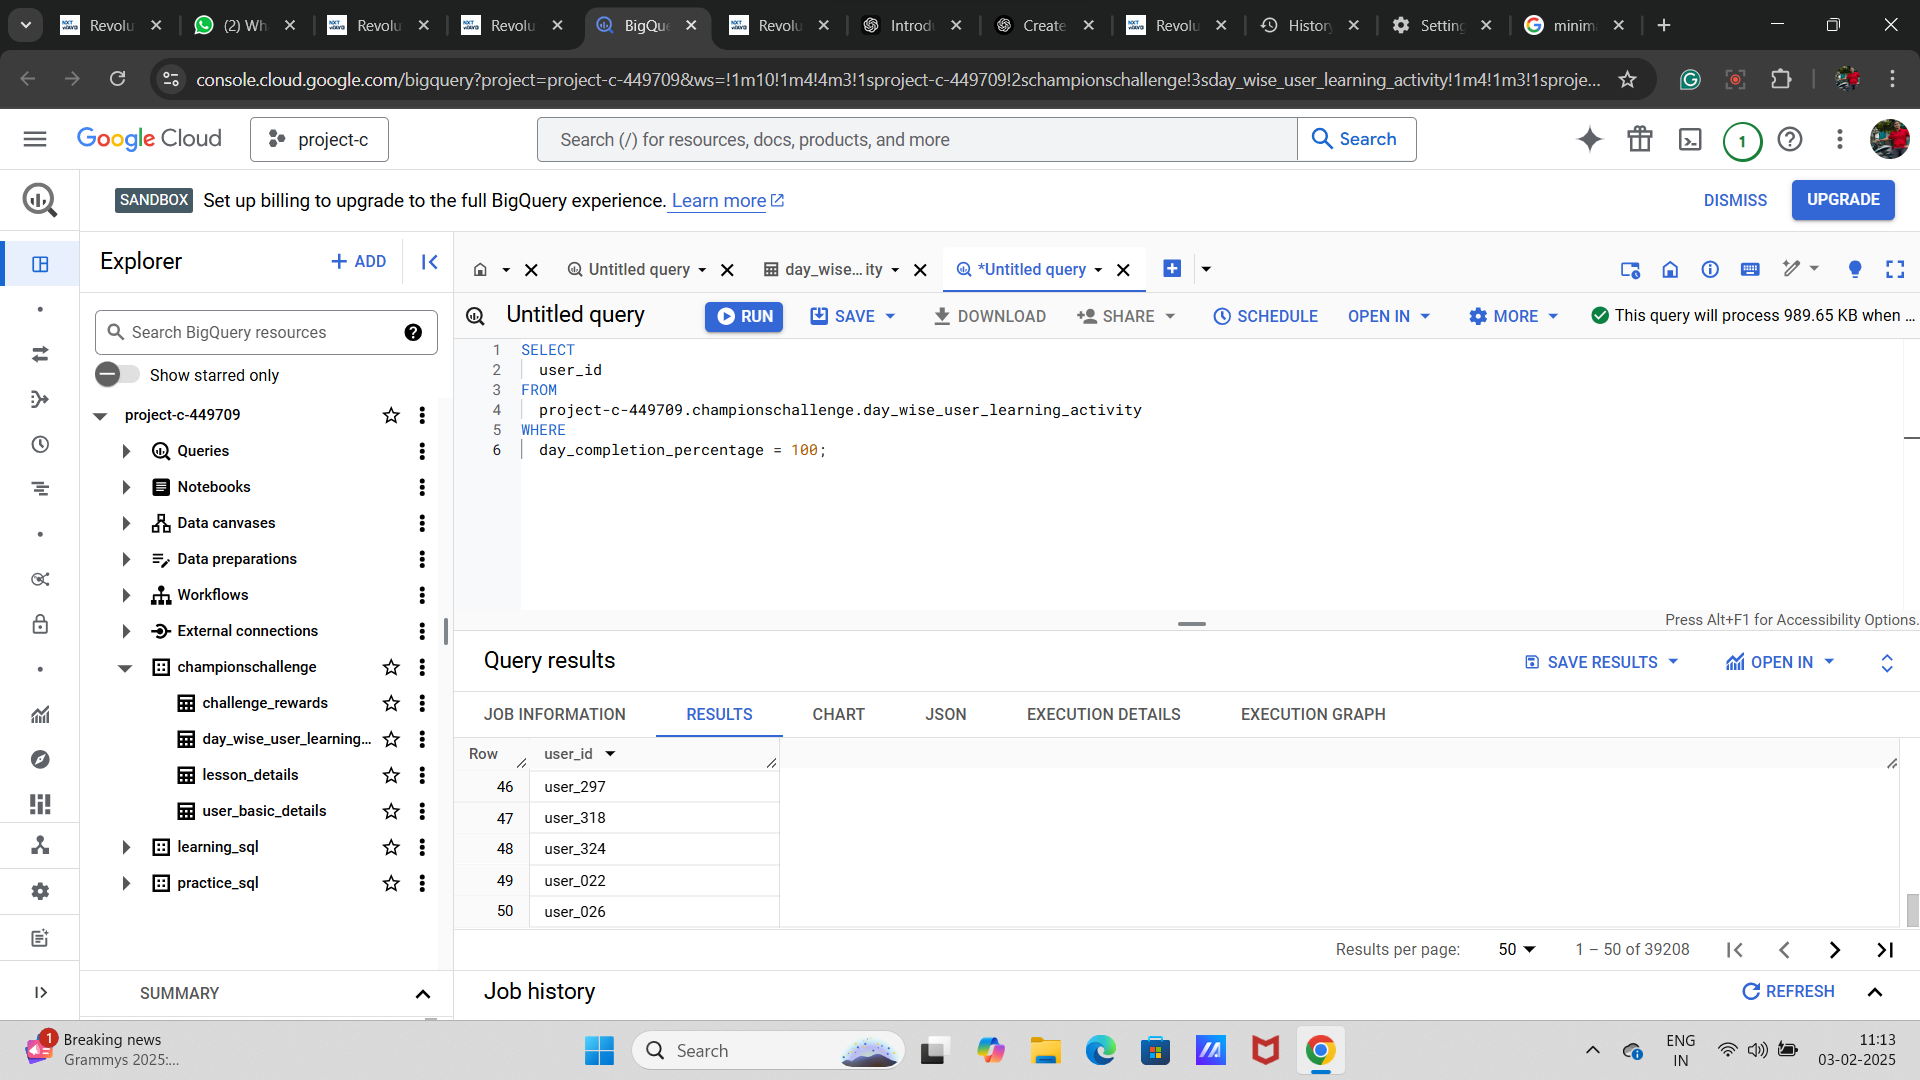 Revolu
(2) Wh
Revolu
Revolu
BigQue
Revolu
Introdu
Create
Revolu
History
Setting
minim
console.cloud.google.com/bigquery?project=project-c-449709&ws=!1m10!1m4!4m3!1sproject-c-449709!2schampionschallenge!3sday_wise_user_learning_activity!1m4!1m3!1sproje...
Google Cloud
project-c
Search (/) for resources, docs, products, and more
Search
1
SANDBOX Set up billing to upgrade to the full BigQuery experience. Learn more
DISMISS
UPGRADE
Explorer
+ ADD
Untitled query
day_wise...ity
*Untitled query
Untitled query
RUN
SAVE
DOWNLOAD
SHARE
SCHEDULE
OPEN IN
MORE
This query will process 989.65 KB when ...
Search BigQuery resources
Show starred only
project-c-449709
Queries
Notebooks
Data canvases
Data preparations
Workflows
External connections
championschallenge
challenge_rewards
day_wise_user_learning...
lesson_details
user_basic_details
learning_sql
practice_sql
SUMMARY
1 SELECT
2 user_id
3 FROM
4 project-c-449709.championschallenge.day_wise_user_learning_activity
5 WHERE
6 day_completion_percentage = 100;
Press Alt+F1 for Accessibility Options.
Query results
SAVE RESULTS
OPEN IN
JOB INFORMATION
RESULTS
CHART
JSON
EXECUTION DETAILS
EXECUTION GRAPH
Row user_id
46 user_297
47 user_318
48 user_324
49 user_022
50 user_026
Results per page: 50 1 – 50 of 39208
Job history
REFRESH
1
Breaking news
Grammys 2025:...
Search
ENG
IN
11:13
03-02-2025